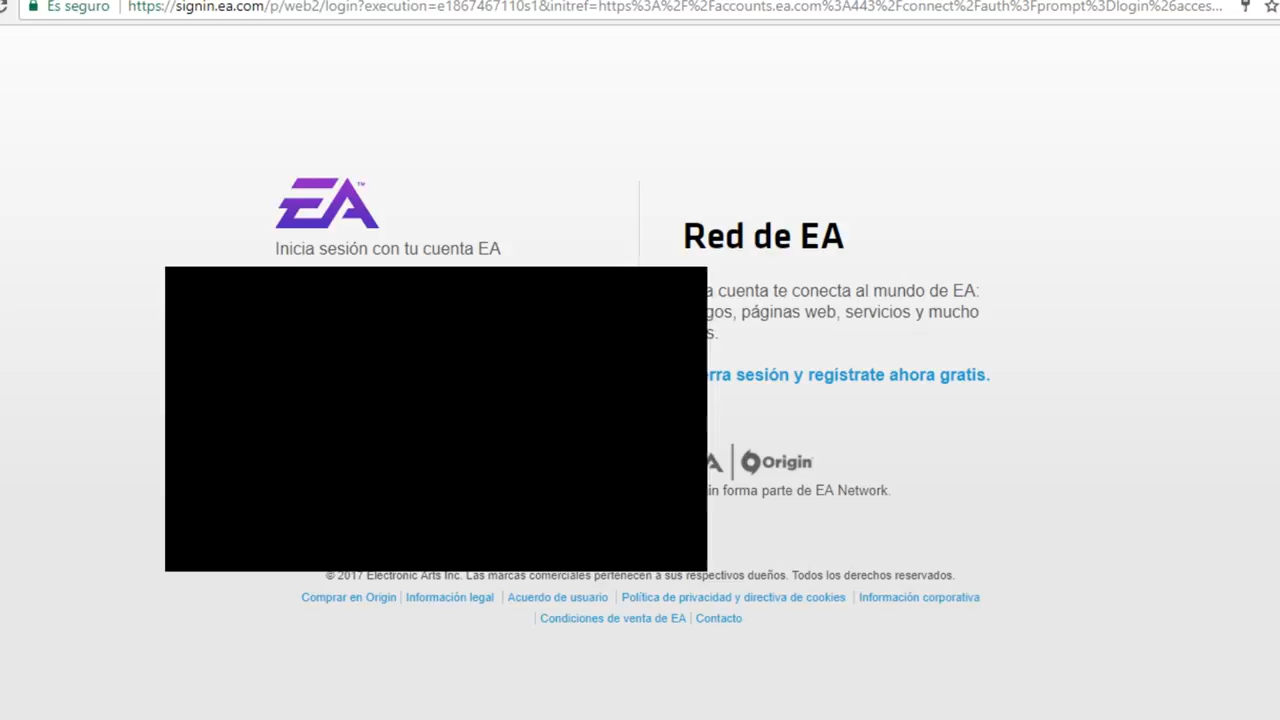 Es seguro
https://signin.ea.com/p/web2/login?execution=e1867467110s1&initref=https%3A%2F%2Faccounts.ea.com%3A443%2Fconnect%2Fauth%3Fprompt%3Dlogin%26acces...
EA™
Inicia sesión con tu cuenta EA
Red de EA
a cuenta te conecta al mundo de EA:
gos, páginas web, servicios y mucho
s.
rra sesión y regístrate ahora gratis.
A | Origin
in forma parte de EA Network.
© 2017 Electronic Arts Inc. Las marcas comerciales pertenecen a sus respectivos dueños. Todos los derechos reservados.
Comprar en Origin | Información legal | Acuerdo de usuario | Política de privacidad y directiva de cookies | Información corporativa
| Condiciones de venta de EA | Contacto